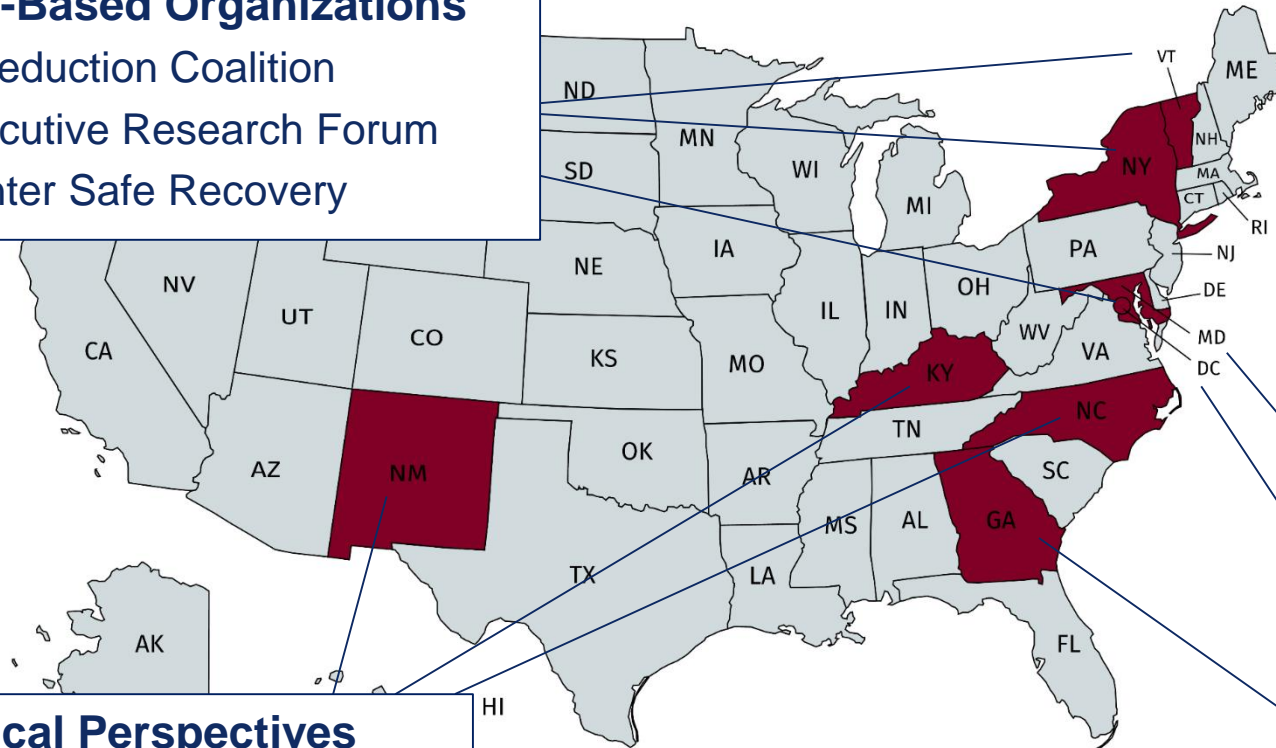 -Based Organizations
eduction Coalition
cutive Research Forum
nter Safe Recovery
VT
ME
ND
MN
NH
NY
WI
SD
MA
MI
CT
RI
IA
PA
NJ
NE
NV
OH
DE
IL
IN
UT
WV
MD
CO
VA
CA
KS
MO
DC
KY
NC
TN
OK
AZ
NM
AR
SC
MS
AL
GA
TX
LA
AK
FL
HI
cal Perspectives